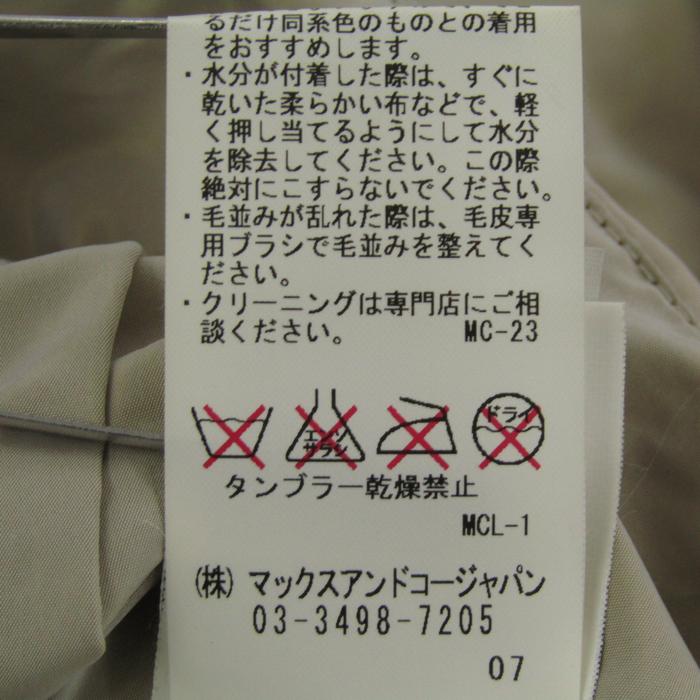 るだけ同系色のものとの着用
をおすすめします。
・水分が付着した際は、すぐに
乾いた柔らかい布などで、軽
く押し当てるようにして水分
を除去してください。この際
絶対にこすらないでください。
・毛並みが乱れた際は、毛皮専
用ブラシで毛並みを整えてく
ださい。
・クリーニングは専門店にご相
談ください。 MC-23
エンソ
サラシ
ドライ
タンブラー乾燥禁止
MCL-1
(株) マックスアンドコージャパン
03-3498-7205
07